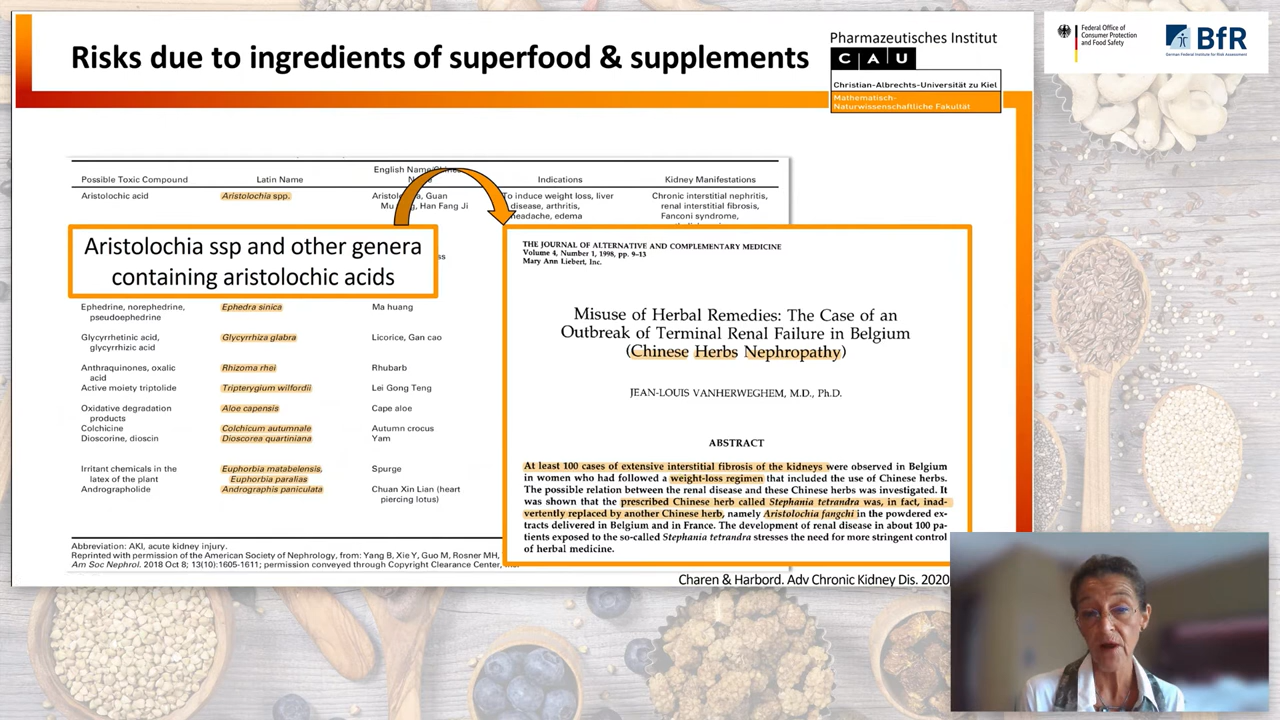 Risks due to ingredients of superfood & supplements
Pharmazeutisches Institut
CAU
Christian-Albrechts-Universität zu Kiel
Mathematisch-
Naturwissenschaftliche Fakultät
Federal Office of
Consumer Protection
and Food Safety
BfR
German Federal Institute for Risk Assessment
Possible Toxic Compound
Latin Name
English Name/
Indications
Kidney Manifestations
Aristolochic acid
Aristolochia spp.
Guan
Han Fang Ji
To induce weight loss, liver
disease, arthritis,
headache, edema
Chronic interstitial nephritis,
renal interstitial fibrosis,
Fanconi syndrome,
Aristolochia ssp and other genera
containing aristolochic acids
Ephedrine, norephedrine,
pseudoephedrine
Ephedra sinica
Ma huang
Glycyrrhetinic acid,
glycyrrhizic acid
Glycyrrhiza glabra
Licorice, Gan cao
Anthraquinones, oxalic
acid
Rhizoma rhei
Rhubarb
Active moiety triptolide
Tripterygium wilfordii
Lei Gong Teng
Oxidative degradation
products
Aloe capensis
Cape aloe
Colchicine
Colchicum autumnale
Autumn crocus
Dioscorine, dioscin
Dioscorea quartiniana
Yam
Irritant chemicals in the
latex of the plant
Euphorbia matabelensis,
Euphorbia paralias
Spurge
Andrographolide
Andrographis paniculata
Chuan Xin Lian (heart
piercing lotus)
Abbreviation: AKI, acute kidney injury.
Reprinted with permission of the American Society of Nephrology, from: Yang B, Xie Y, Guo M, Rosner MH,
Am Soc Nephrol. 2018 Oct 8; 13(10):1605-1611; permission conveyed through Copyright Clearance Center,
THE JOURNAL OF ALTERNATIVE AND COMPLEMENTARY MEDICINE
Volume 4, Number 1, 1998, pp. 9–13
Mary Ann Liebert, Inc.
Misuse of Herbal Remedies: The Case of an
Outbreak of Terminal Renal Failure in Belgium
(Chinese Herbs Nephropathy)
JEAN-LOUIS VANHERWEGHEM, M.D., Ph.D.
ABSTRACT
At least 100 cases of extensive interstitial fibrosis of the kidneys were observed in Belgium
in women who had followed a weight-loss regimen that included the use of Chinese herbs.
The possible relation between the renal disease and these Chinese herbs was investigated. It
was shown that the prescribed Chinese herb called Stephania tetrandra was, in fact, inad-
vertently replaced by another Chinese herb, namely Aristolochia fangchi in the powdered ex-
tracts delivered in Belgium and in France. The development of renal disease in about 100 pa-
tients exposed to the so-called Stephania tetrandra stresses the need for more stringent control
of herbal medicine.
Charen & Harbord. Adv Chronic Kidney Dis. 2020